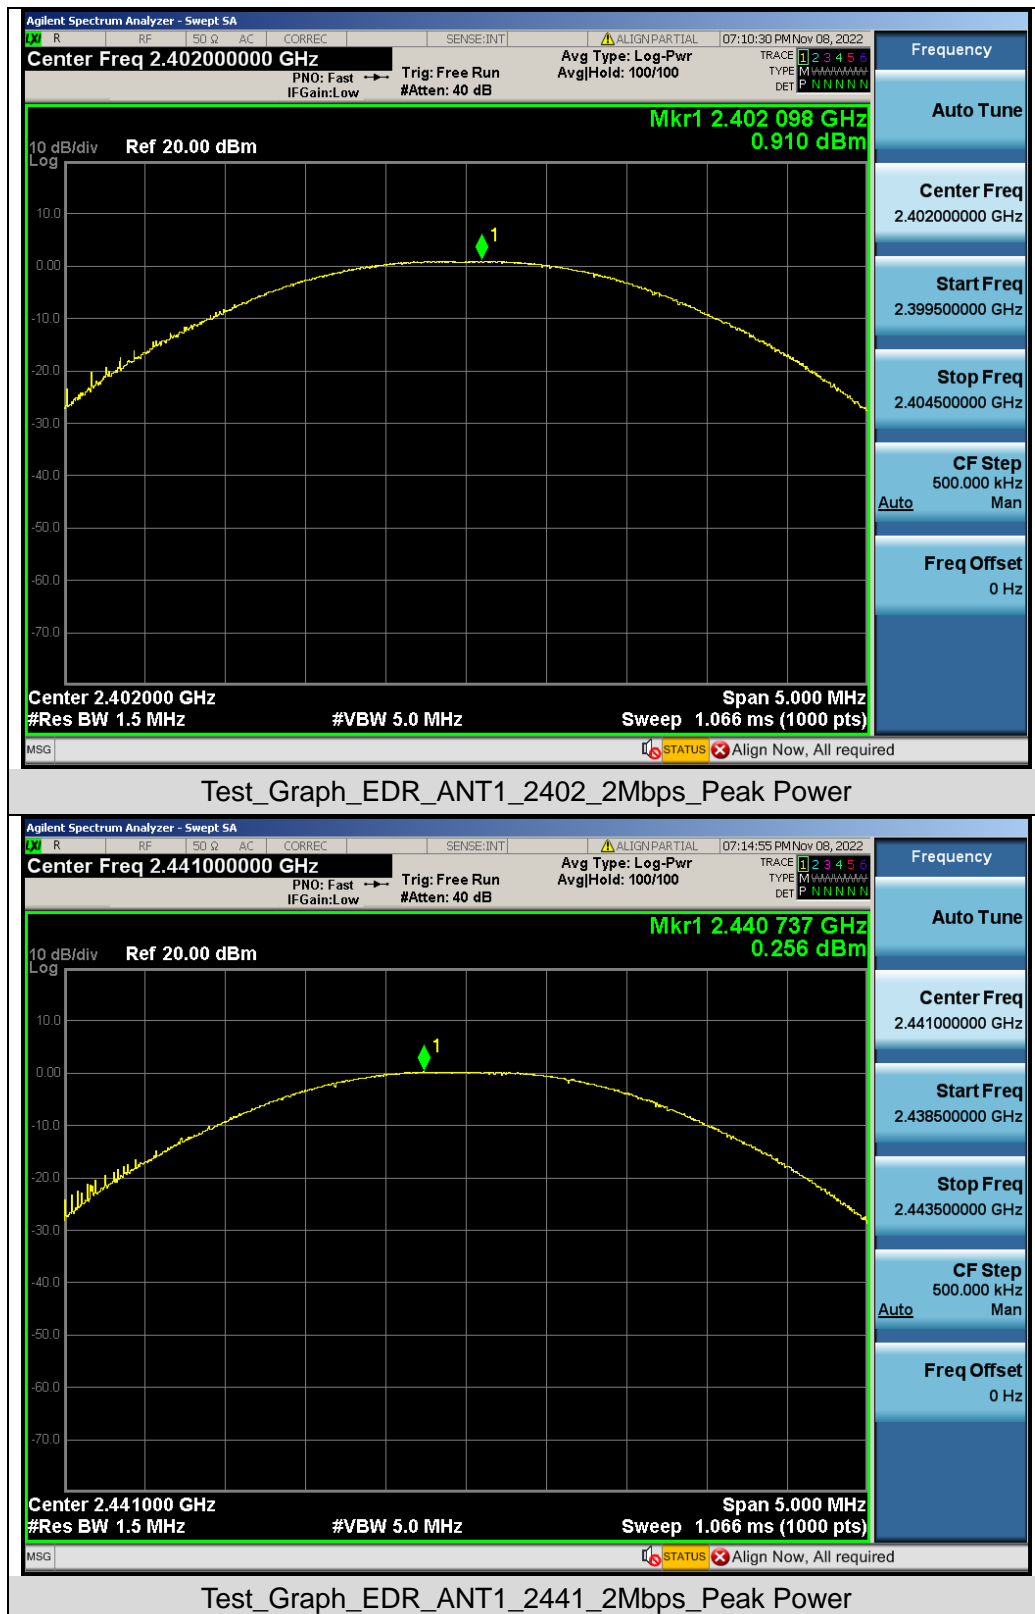 Agilent Spectrum Analyzer - Swept SA
LXI R RF 50 Ω AC CORREC SENSE:INT ALIGN PARTIAL 07:10:30 PM Nov 08, 2022
Center Freq 2.402000000 GHz
PNO: Fast
IFGain:Low
Trig: Free Run
#Atten: 40 dB
Avg Type: Log-Pwr
Avg|Hold: 100/100
TRACE 1 2 3 4 5 6
TYPE M WWWWW
DET P N N N N N
Mkr1 2.402 098 GHz
0.910 dBm
10 dB/div Ref 20.00 dBm
Log
10.0
0.00
-10.0
-20.0
-30.0
-40.0
-50.0
-60.0
-70.0
1
Center 2.402000 GHz Span 5.000 MHz
#Res BW 1.5 MHz #VBW 5.0 MHz Sweep 1.066 ms (1000 pts)
MSG STATUS Align Now, All required
Frequency
Auto Tune
Center Freq
2.402000000 GHz
Start Freq
2.399500000 GHz
Stop Freq
2.404500000 GHz
CF Step
500.000 kHz
Auto Man
Freq Offset
0 Hz
Test_Graph_EDR_ANT1_2402_2Mbps_Peak Power
Agilent Spectrum Analyzer - Swept SA
LXI R RF 50 Ω AC CORREC SENSE:INT ALIGN PARTIAL 07:14:55 PM Nov 08, 2022
Center Freq 2.441000000 GHz
PNO: Fast
IFGain:Low
Trig: Free Run
#Atten: 40 dB
Avg Type: Log-Pwr
Avg|Hold: 100/100
TRACE 1 2 3 4 5 6
TYPE M WWWWW
DET P N N N N N
Mkr1 2.440 737 GHz
0.256 dBm
10 dB/div Ref 20.00 dBm
Log
10.0
0.00
-10.0
-20.0
-30.0
-40.0
-50.0
-60.0
-70.0
1
Center 2.441000 GHz Span 5.000 MHz
#Res BW 1.5 MHz #VBW 5.0 MHz Sweep 1.066 ms (1000 pts)
MSG STATUS Align Now, All required
Frequency
Auto Tune
Center Freq
2.441000000 GHz
Start Freq
2.438500000 GHz
Stop Freq
2.443500000 GHz
CF Step
500.000 kHz
Auto Man
Freq Offset
0 Hz
Test_Graph_EDR_ANT1_2441_2Mbps_Peak Power